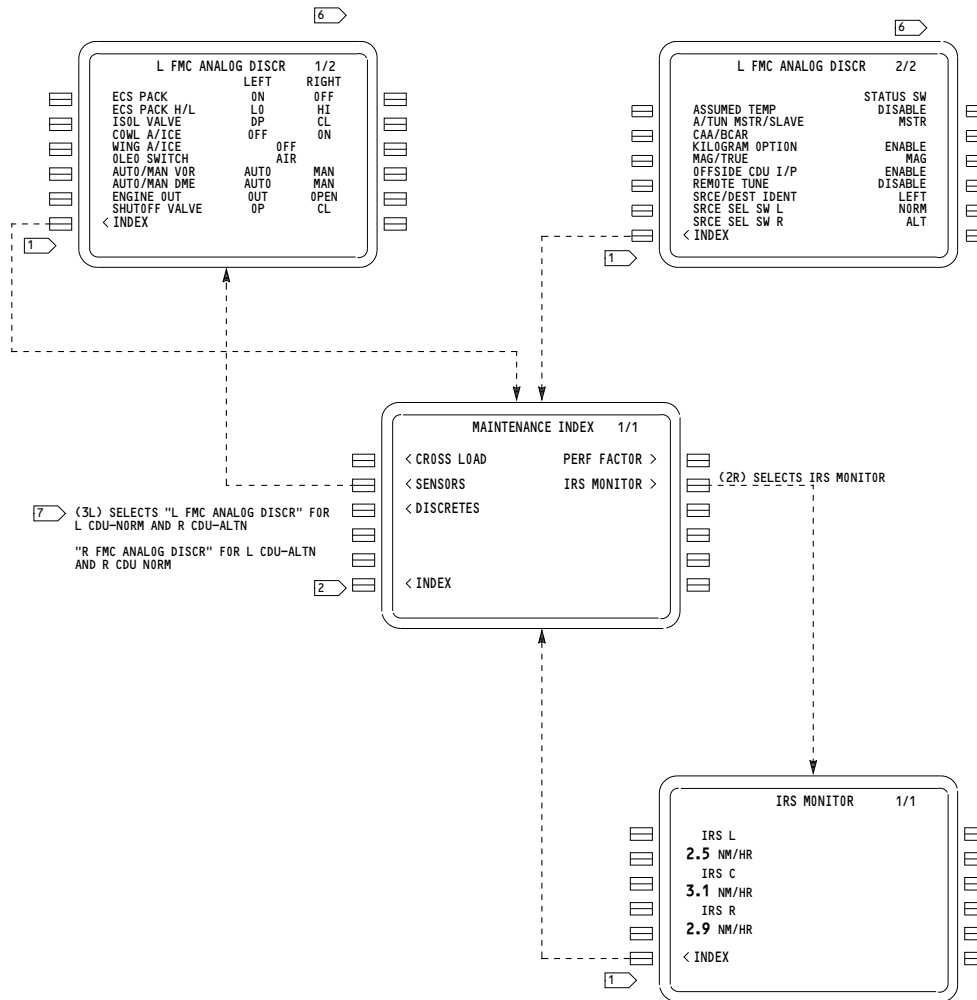 6
L FMC ANALOG DISCR 1/2
LEFT RIGHT
ECS PACK ON OFF
ECS PACK H/L LO HI
ISOL VALVE DP CL
COWL A/ICE OFF ON
WING A/ICE OFF
OLEO SWITCH AIR
AUTO/MAN VOR AUTO MAN
AUTO/MAN DME AUTO MAN
ENGINE OUT OUT OPEN
SHUTOFF VALVE OP CL
< INDEX
1
6
L FMC ANALOG DISCR 2/2
STATUS SW
ASSUMED TEMP DISABLE
A/TUN MSTR/SLAVE MSTR
CAA/BCAR
KILOGRAM OPTION ENABLE
MAG/TRUE MAG
OFFSIDE CDU I/P ENABLE
REMOTE TUNE DISABLE
SRCE/DEST IDENT LEFT
SRCE SEL SW L NORM
SRCE SEL SW R ALT
< INDEX
1
MAINTENANCE INDEX 1/1
< CROSS LOAD PERF FACTOR >
< SENSORS IRS MONITOR >
< DISCRETES
< INDEX
2
(2R) SELECTS IRS MONITOR
7 (3L) SELECTS "L FMC ANALOG DISCR" FOR
L CDU-NORM AND R CDU-ALTN
"R FMC ANALOG DISCR" FOR L CDU-ALTN
AND R CDU NORM
IRS MONITOR 1/1
IRS L
2.5 NM/HR
IRS C
3.1 NM/HR
IRS R
2.9 NM/HR
< INDEX
1